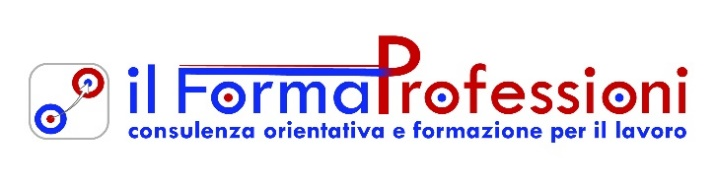 il FormaProfessioni
consulenza orientativa e formazione per il lavoro